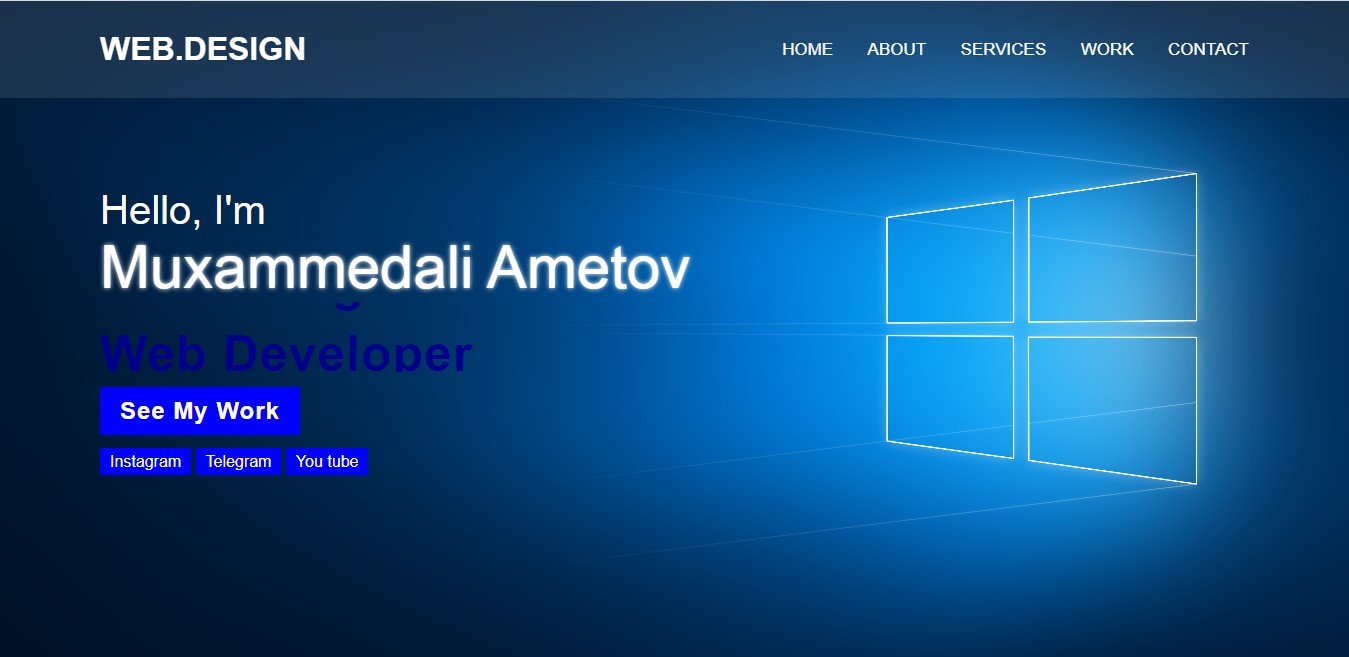 WEB.DESIGN
HOME ABOUT SERVICES WORK CONTACT
Hello, I'm
Muxammedali Ametov
Web Developer
See My Work
Instagram Telegram You tube